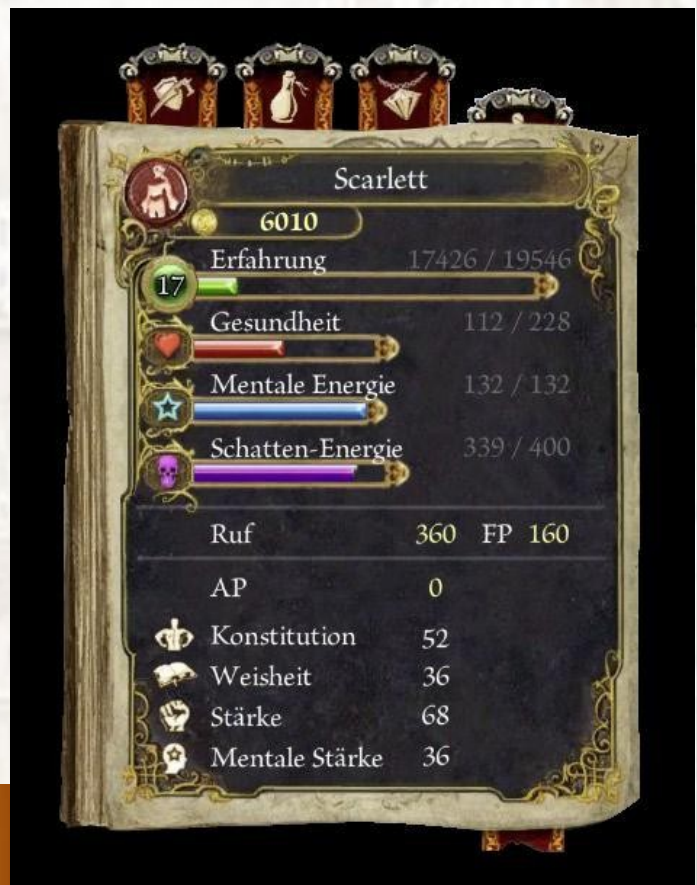 Scarlett
6010
Erfahrung 17426 / 19546
17
Gesundheit 112 / 228
Mentale Energie 132 / 132
Schatten-Energie 339 / 400
Ruf 360 FP 160
AP 0
Konstitution 52
Weisheit 36
Stärke 68
Mentale Stärke 36